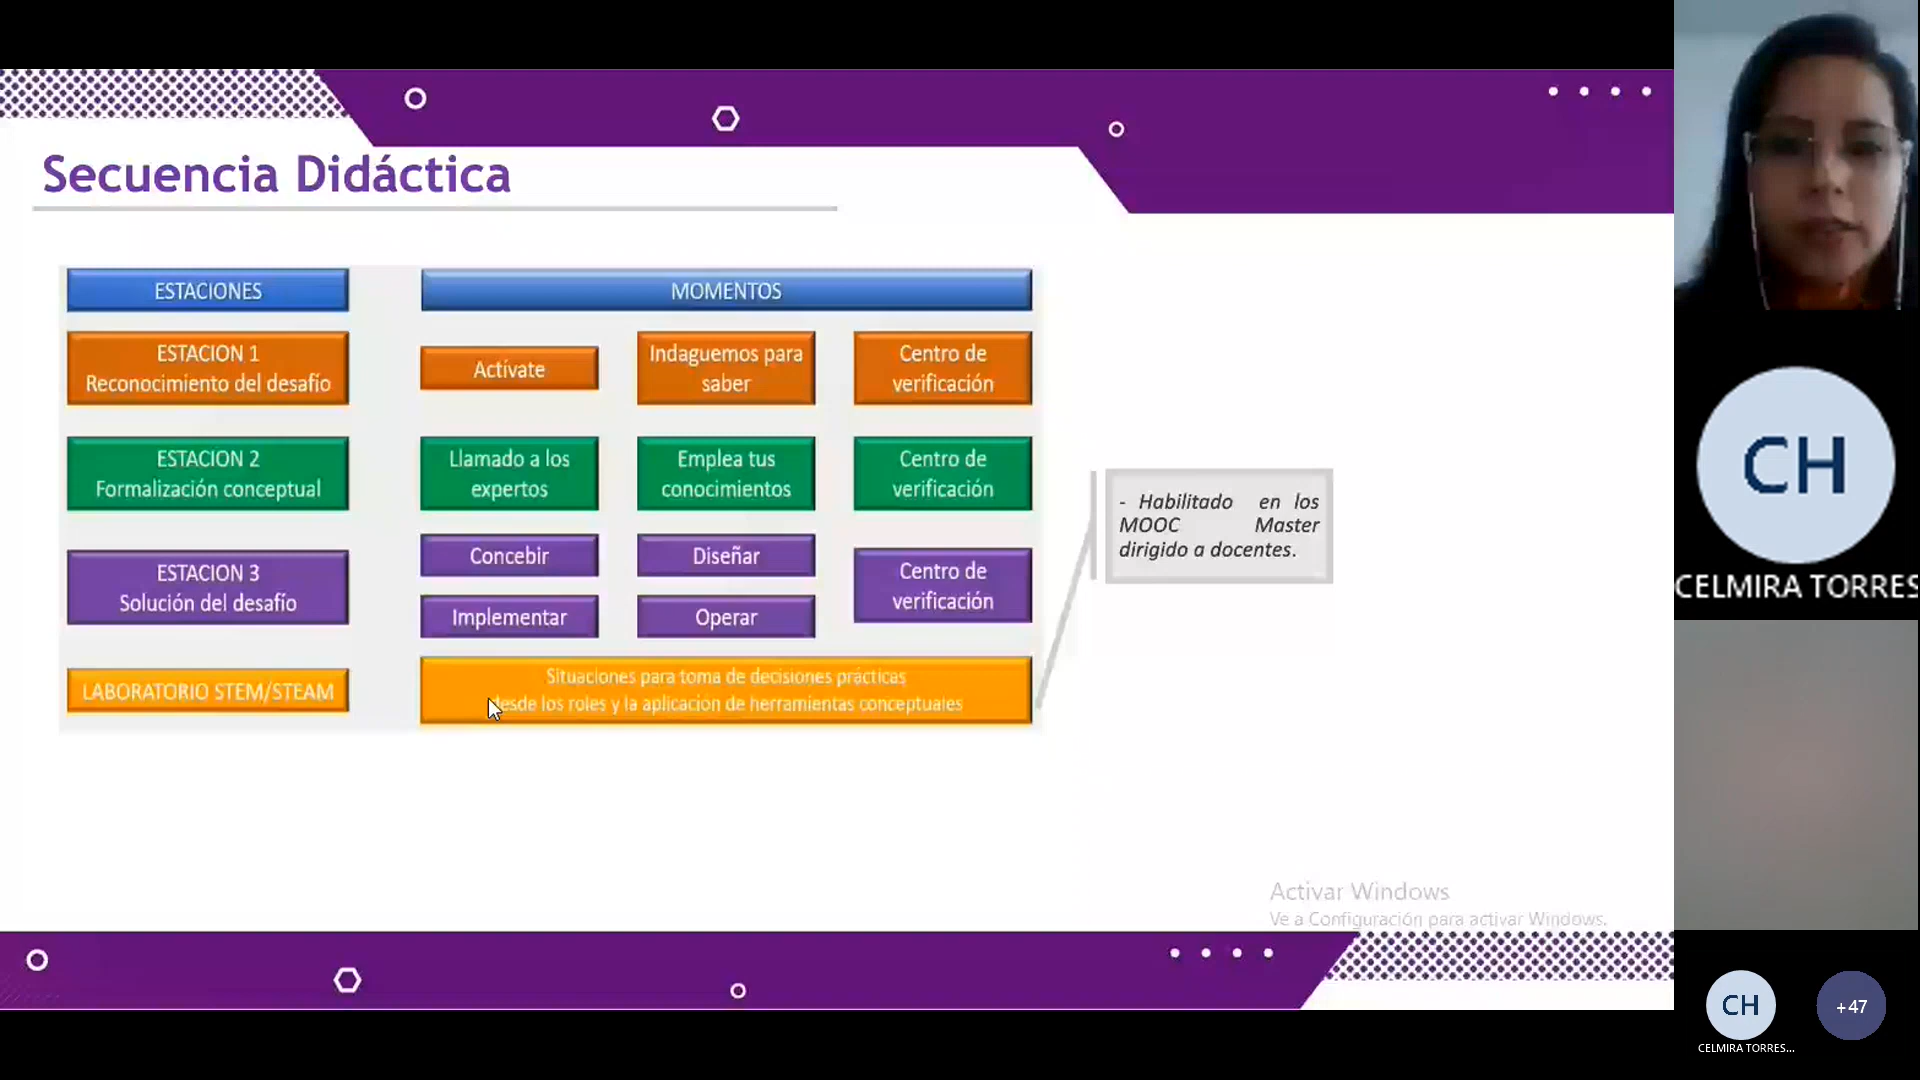 Secuencia Didáctica
ESTACIONES
MOMENTOS
ESTACION 1
Reconocimiento del desafío
Actívate
Indaguemos para
saber
Centro de
verificación
ESTACION 2
Formalización conceptual
Llamado a los
expertos
Emplea tus
conocimientos
Centro de
verificación
ESTACION 3
Solución del desafío
Concebir
Diseñar
Implementar
Operar
Centro de
verificación
LABORATORIO STEM/STEAM
Situaciones para toma de decisiones prácticas
desde los roles y la aplicación de herramientas conceptuales
- Habilitado en los
MOOC Master
dirigido a docentes.
Activar Windows
Ve a Configuración para activar Windows.
CH
CELMIRA TORRES
CH
CELMIRA TORRES...
+47